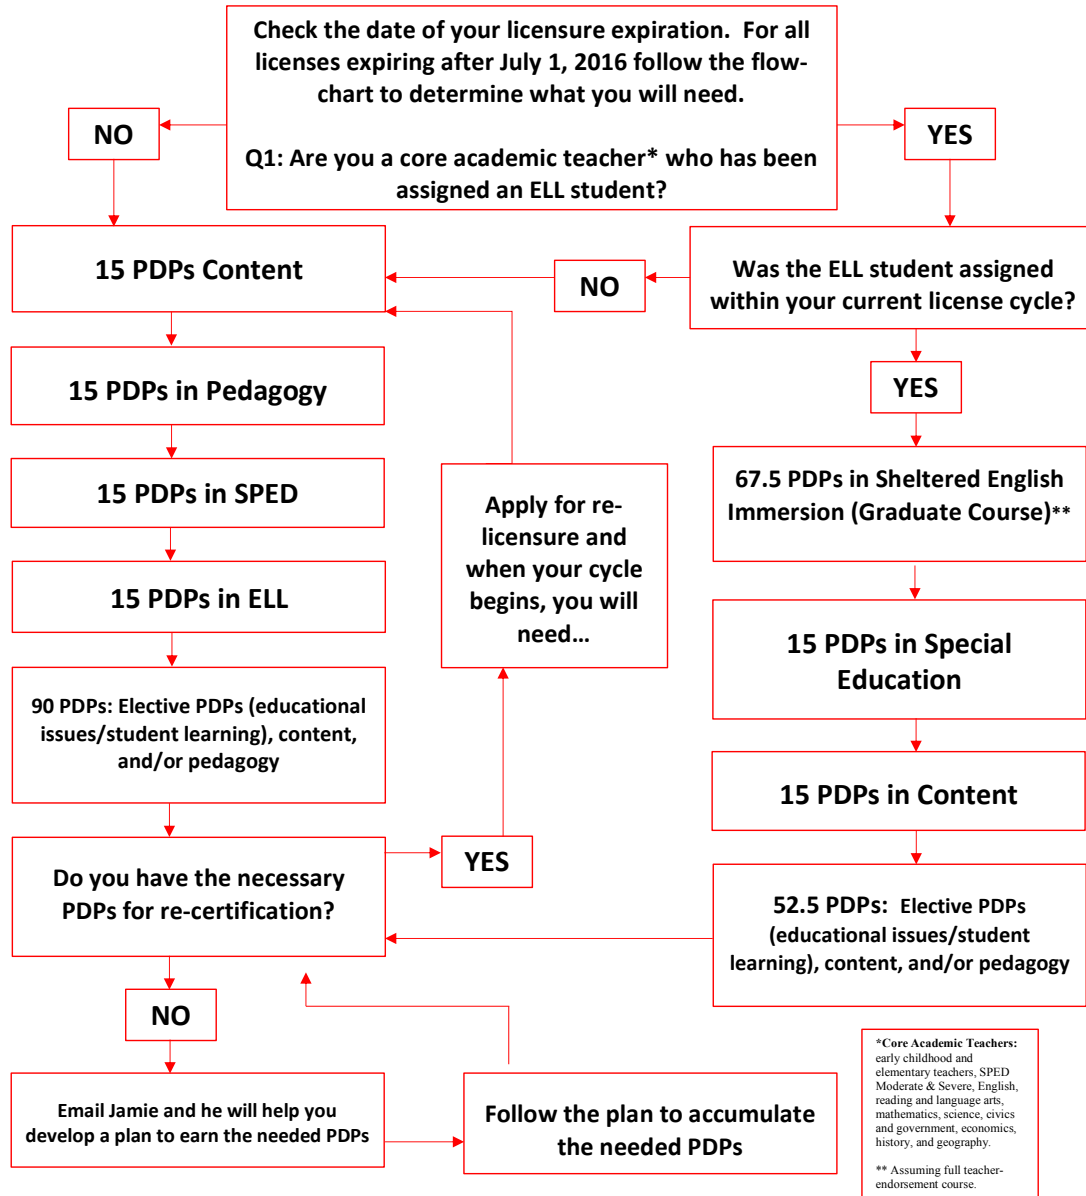 Check the date of your licensure expiration.  For all
licenses expiring after July 1, 2016 follow the flow-
chart to determine what you will need.
Q1: Are you a core academic teacher* who has been
assigned an ELL student?
NO
YES
15 PDPs Content
NO
Was the ELL student assigned
within your current license cycle?
YES
15 PDPs in Pedagogy
15 PDPs in SPED
15 PDPs in ELL
90 PDPs: Elective PDPs (educational
issues/student learning), content,
and/or pedagogy
Apply for re-
licensure and
when your cycle
begins, you will
need…
67.5 PDPs in Sheltered English
Immersion (Graduate Course)**
15 PDPs in Special
Education
15 PDPs in Content
52.5 PDPs:  Elective PDPs
(educational issues/student
learning), content, and/or pedagogy
Do you have the necessary
PDPs for re-certification?
YES
NO
Email Jamie and he will help you
develop a plan to earn the needed PDPs
Follow the plan to accumulate
the needed PDPs
*Core Academic Teachers:
early childhood and
elementary teachers, SPED
Moderate & Severe, English,
reading and language arts,
mathematics, science, civics
and government, economics,
history, and geography.
** Assuming full teacher-
endorsement course.